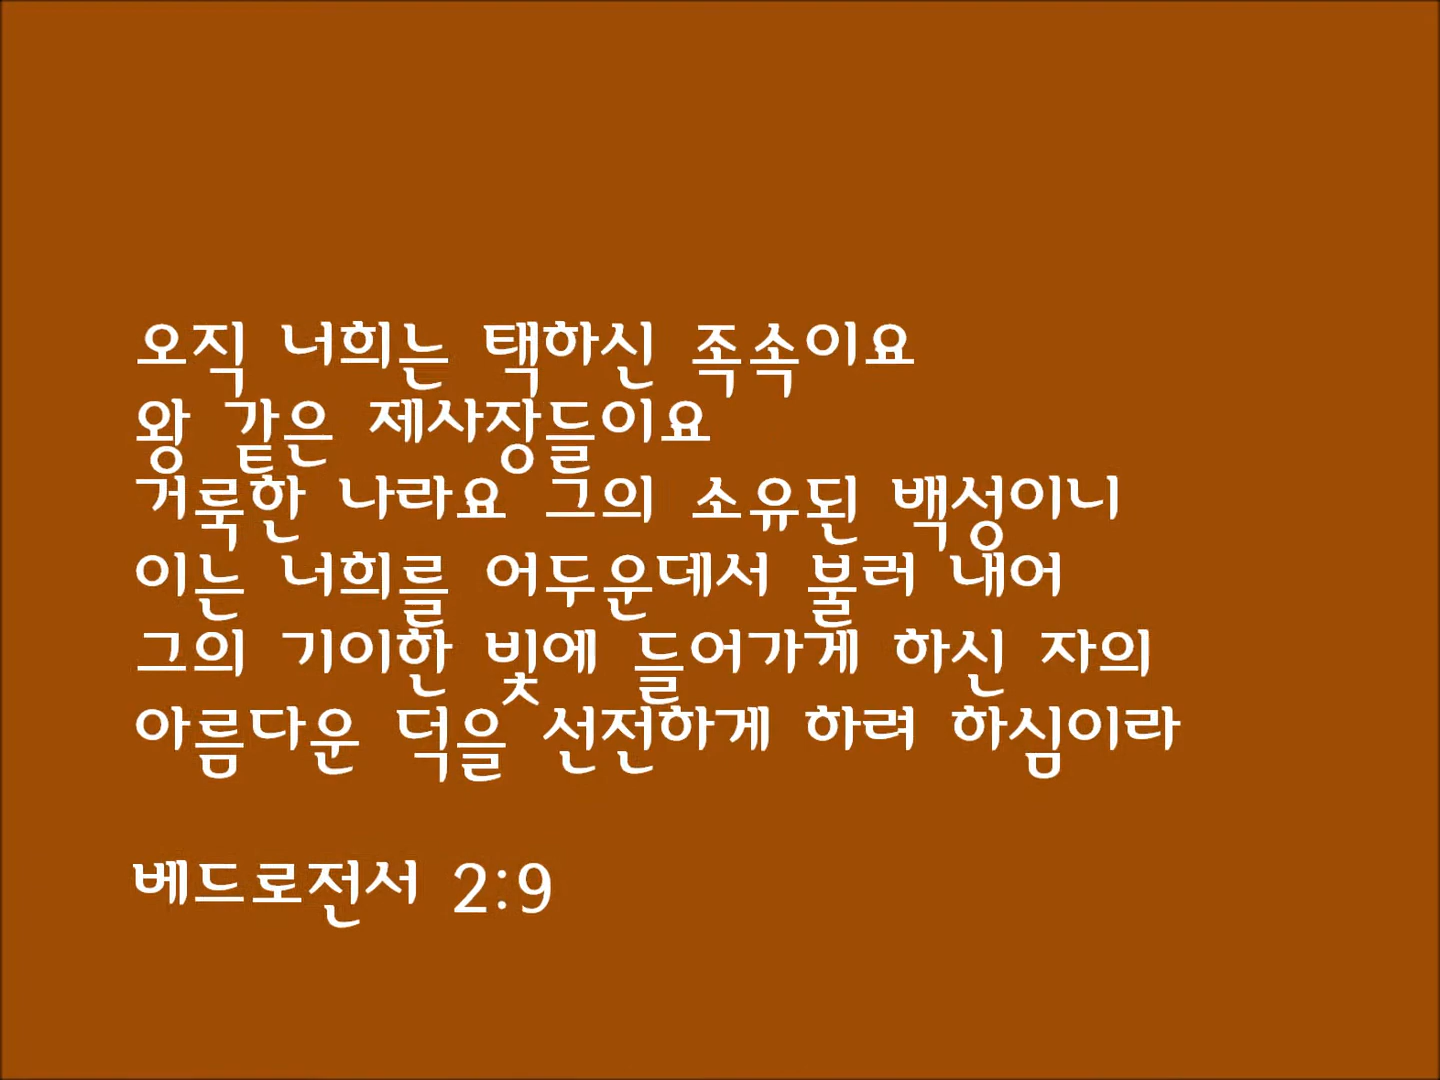 오직 너희는 택하신 족속이요
왕 같은 제사장들이요
거룩한 나라요 그의 소유된 백성이니
이는 너희를 어두운데서 불러 내어
그의 기이한 빛에 들어가게 하신 자의
아름다운 덕을 선전하게 하려 하심이라
베드로전서 2:9